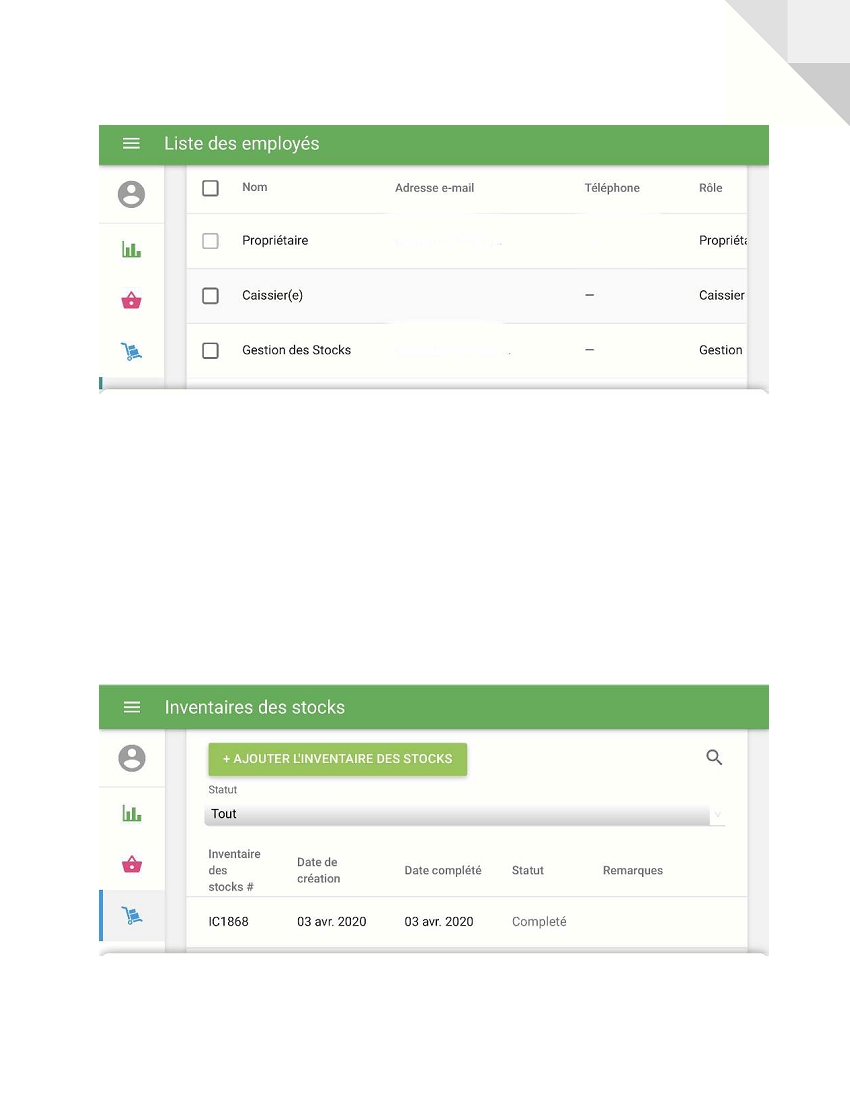 Liste des employés
Nom Adresse e-mail Téléphone Rôle
Propriétaire Propriéta
Caissier(e) — Caissier
Gestion des Stocks — Gestion
Inventaires des stocks
+ AJOUTER L'INVENTAIRE DES STOCKS
Statut
Tout
Inventaire
des
stocks #
Date de
création
Date complété
Statut
Remarques
IC1868 03 avr. 2020 03 avr. 2020 Completé